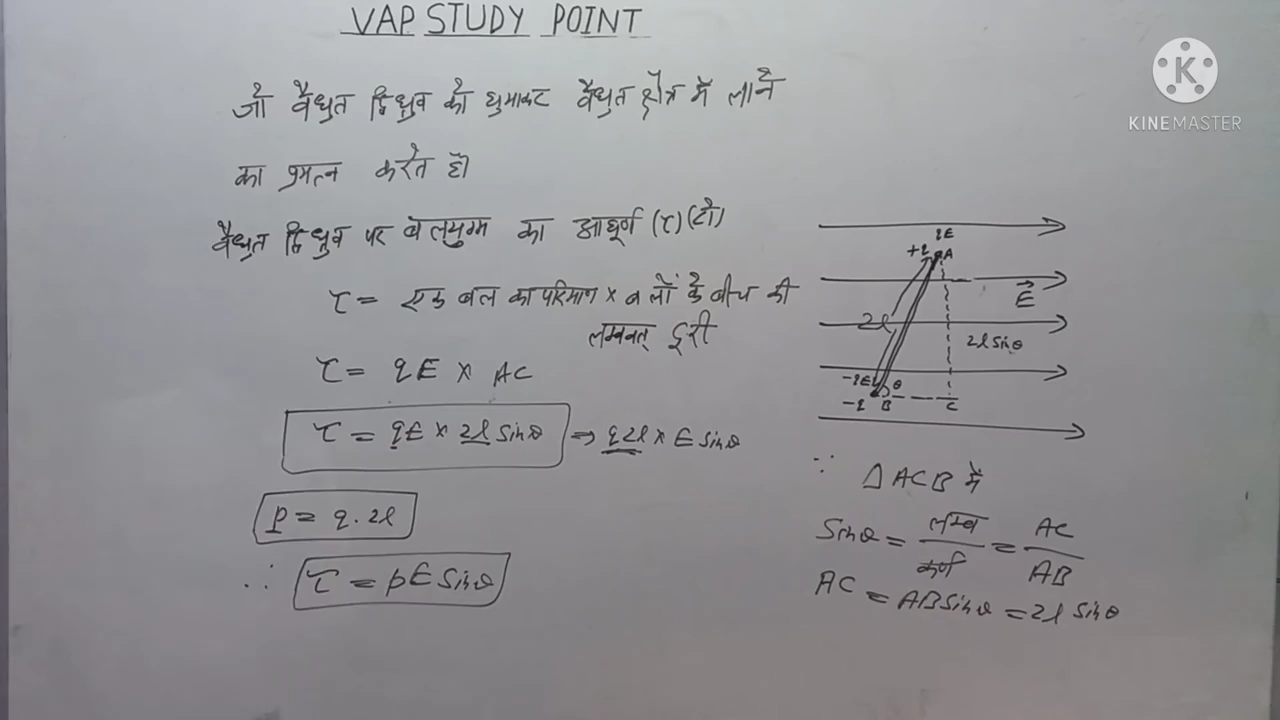 VAP STUDY POINT
KINEMASTER
जो वैधुत द्विध्रुव को घुमाकर वैधुत क्षेत्र में लाने
का प्रयत्न करते हैं।
वैधुत द्विध्रुव पर बलयुग्म का आघूर्ण (τ) (टॉ)
τ = एक बल का परिमाण × बलों के बीच की
लम्बवत् दूरी
τ = qE × AC
τ = qE × 2l sinθ ⇒ q2l × E sinθ
P = q.2l
∴ τ = pE sinθ
qE
+q A
E⃗
2l
2l sinθ
-qE θ
-q B C
∵ Δ ACB में
Sinθ = लम्ब/कर्ण = AC/AB
AC = AB sinθ = 2l sinθ